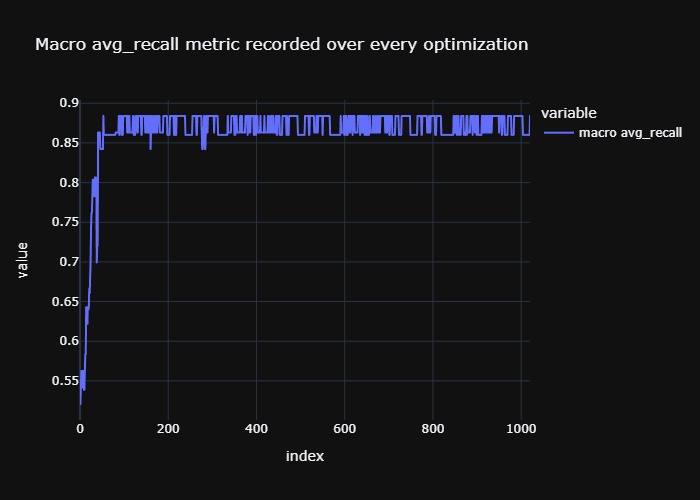 Macro avg_recall metric recorded over every optimization
0.9
0.85
0.8
0.75
0.7
0.65
0.6
0.55
value
0
200
400
600
800
1000
index
variable
macro avg_recall